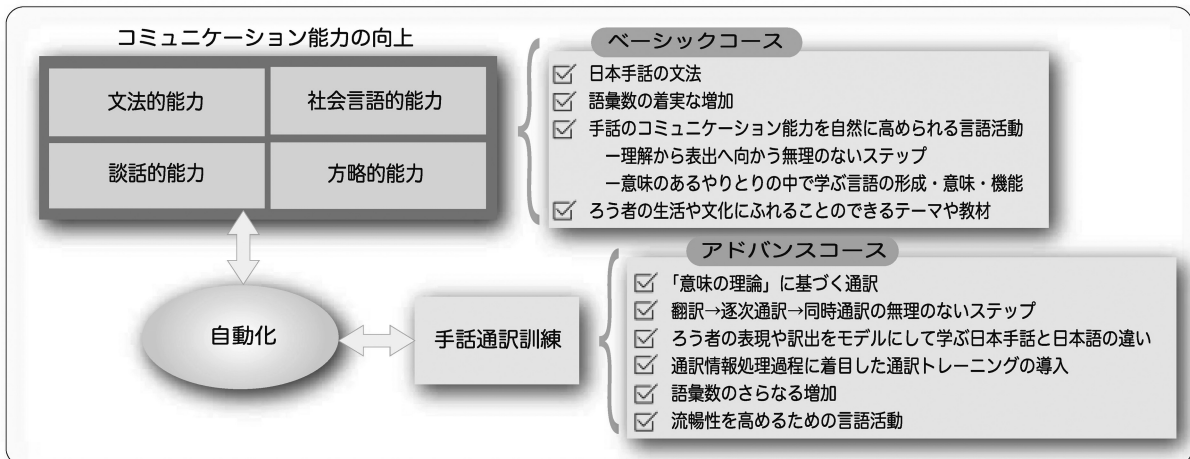 コミュニケーション能力の向上
文法的能力
社会言語的能力
談話的能力
方略的能力
ベーシックコース
日本手話の文法
語彙数の着実な増加
手話のコミュニケーション能力を自然に高められる言語活動
ー理解から表出へ向かう無理のないステップ
ー意味のあるやりとりの中で学ぶ言語の形成・意味・機能
ろう者の生活や文化にふれることのできるテーマや教材
自動化
手話通訳訓練
アドバンスコース
「意味の理論」に基づく通訳
翻訳→逐次通訳→同時通訳の無理のないステップ
ろう者の表現や訳出をモデルにして学ぶ日本手話と日本語の違い
通訳情報処理過程に着目した通訳トレーニングの導入
語彙数のさらなる増加
流暢性を高めるための言語活動